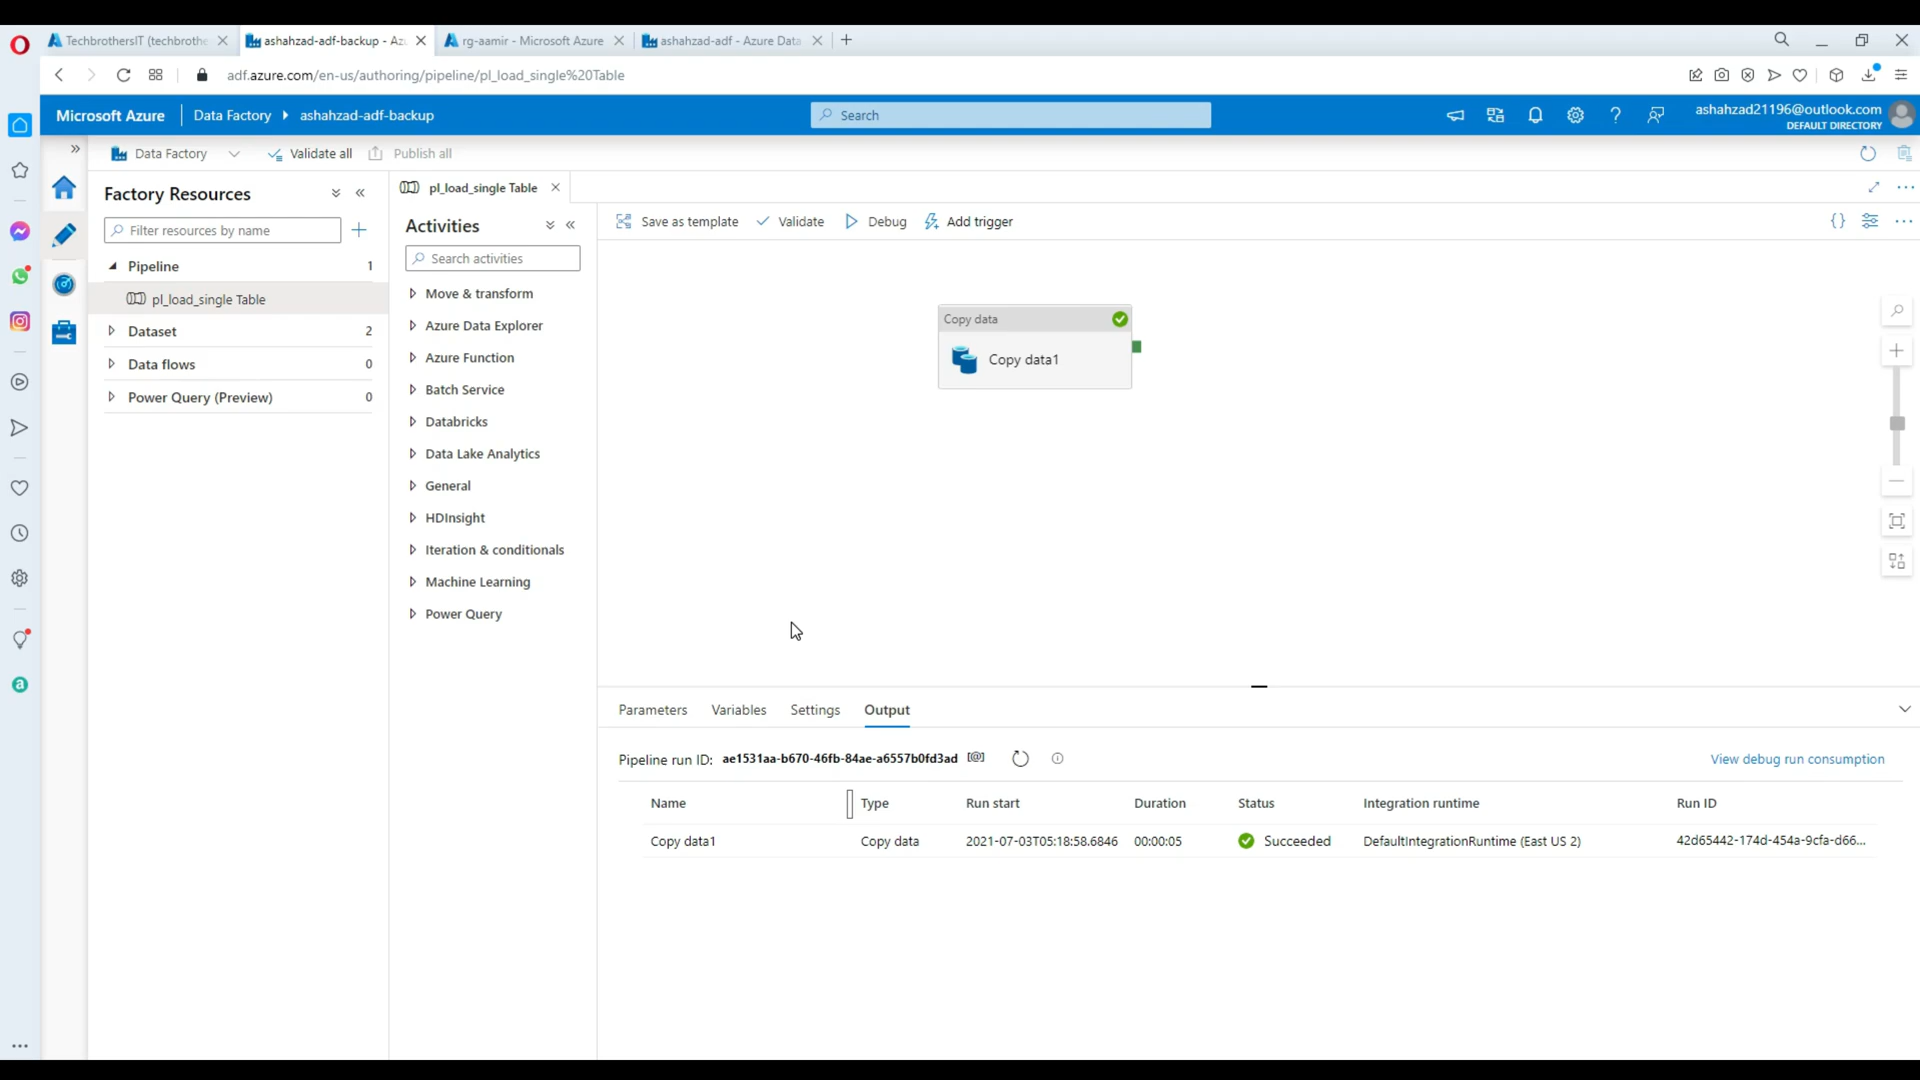 TechbrothersIT (techbrothe
ashahzad-adf-backup - Az
rg-aamir - Microsoft Azure
ashahzad-adf - Azure Data
adf.azure.com/en-us/authoring/pipeline/pl_load_single%20Table
Microsoft Azure
Data Factory
ashahzad-adf-backup
Search
ashahzad21196@outlook.com
DEFAULT DIRECTORY
Data Factory
Validate all
Publish all
Factory Resources
Filter resources by name
Pipeline 1
pl_load_single Table
Dataset 2
Data flows 0
Power Query (Preview) 0
pl_load_single Table
Activities
Search activities
Move & transform
Azure Data Explorer
Azure Function
Batch Service
Databricks
Data Lake Analytics
General
HDInsight
Iteration & conditionals
Machine Learning
Power Query
Save as template
Validate
Debug
Add trigger
Copy data
Copy data1
Parameters Variables Settings Output
Pipeline run ID: ae1531aa-b670-46fb-84ae-a6557b0fd3ad
View debug run consumption
Name Type Run start Duration Status Integration runtime Run ID
Copy data1 Copy data 2021-07-03T05:18:58.6846 00:00:05 Succeeded DefaultIntegrationRuntime (East US 2) 42d65442-174d-454a-9cfa-d66...